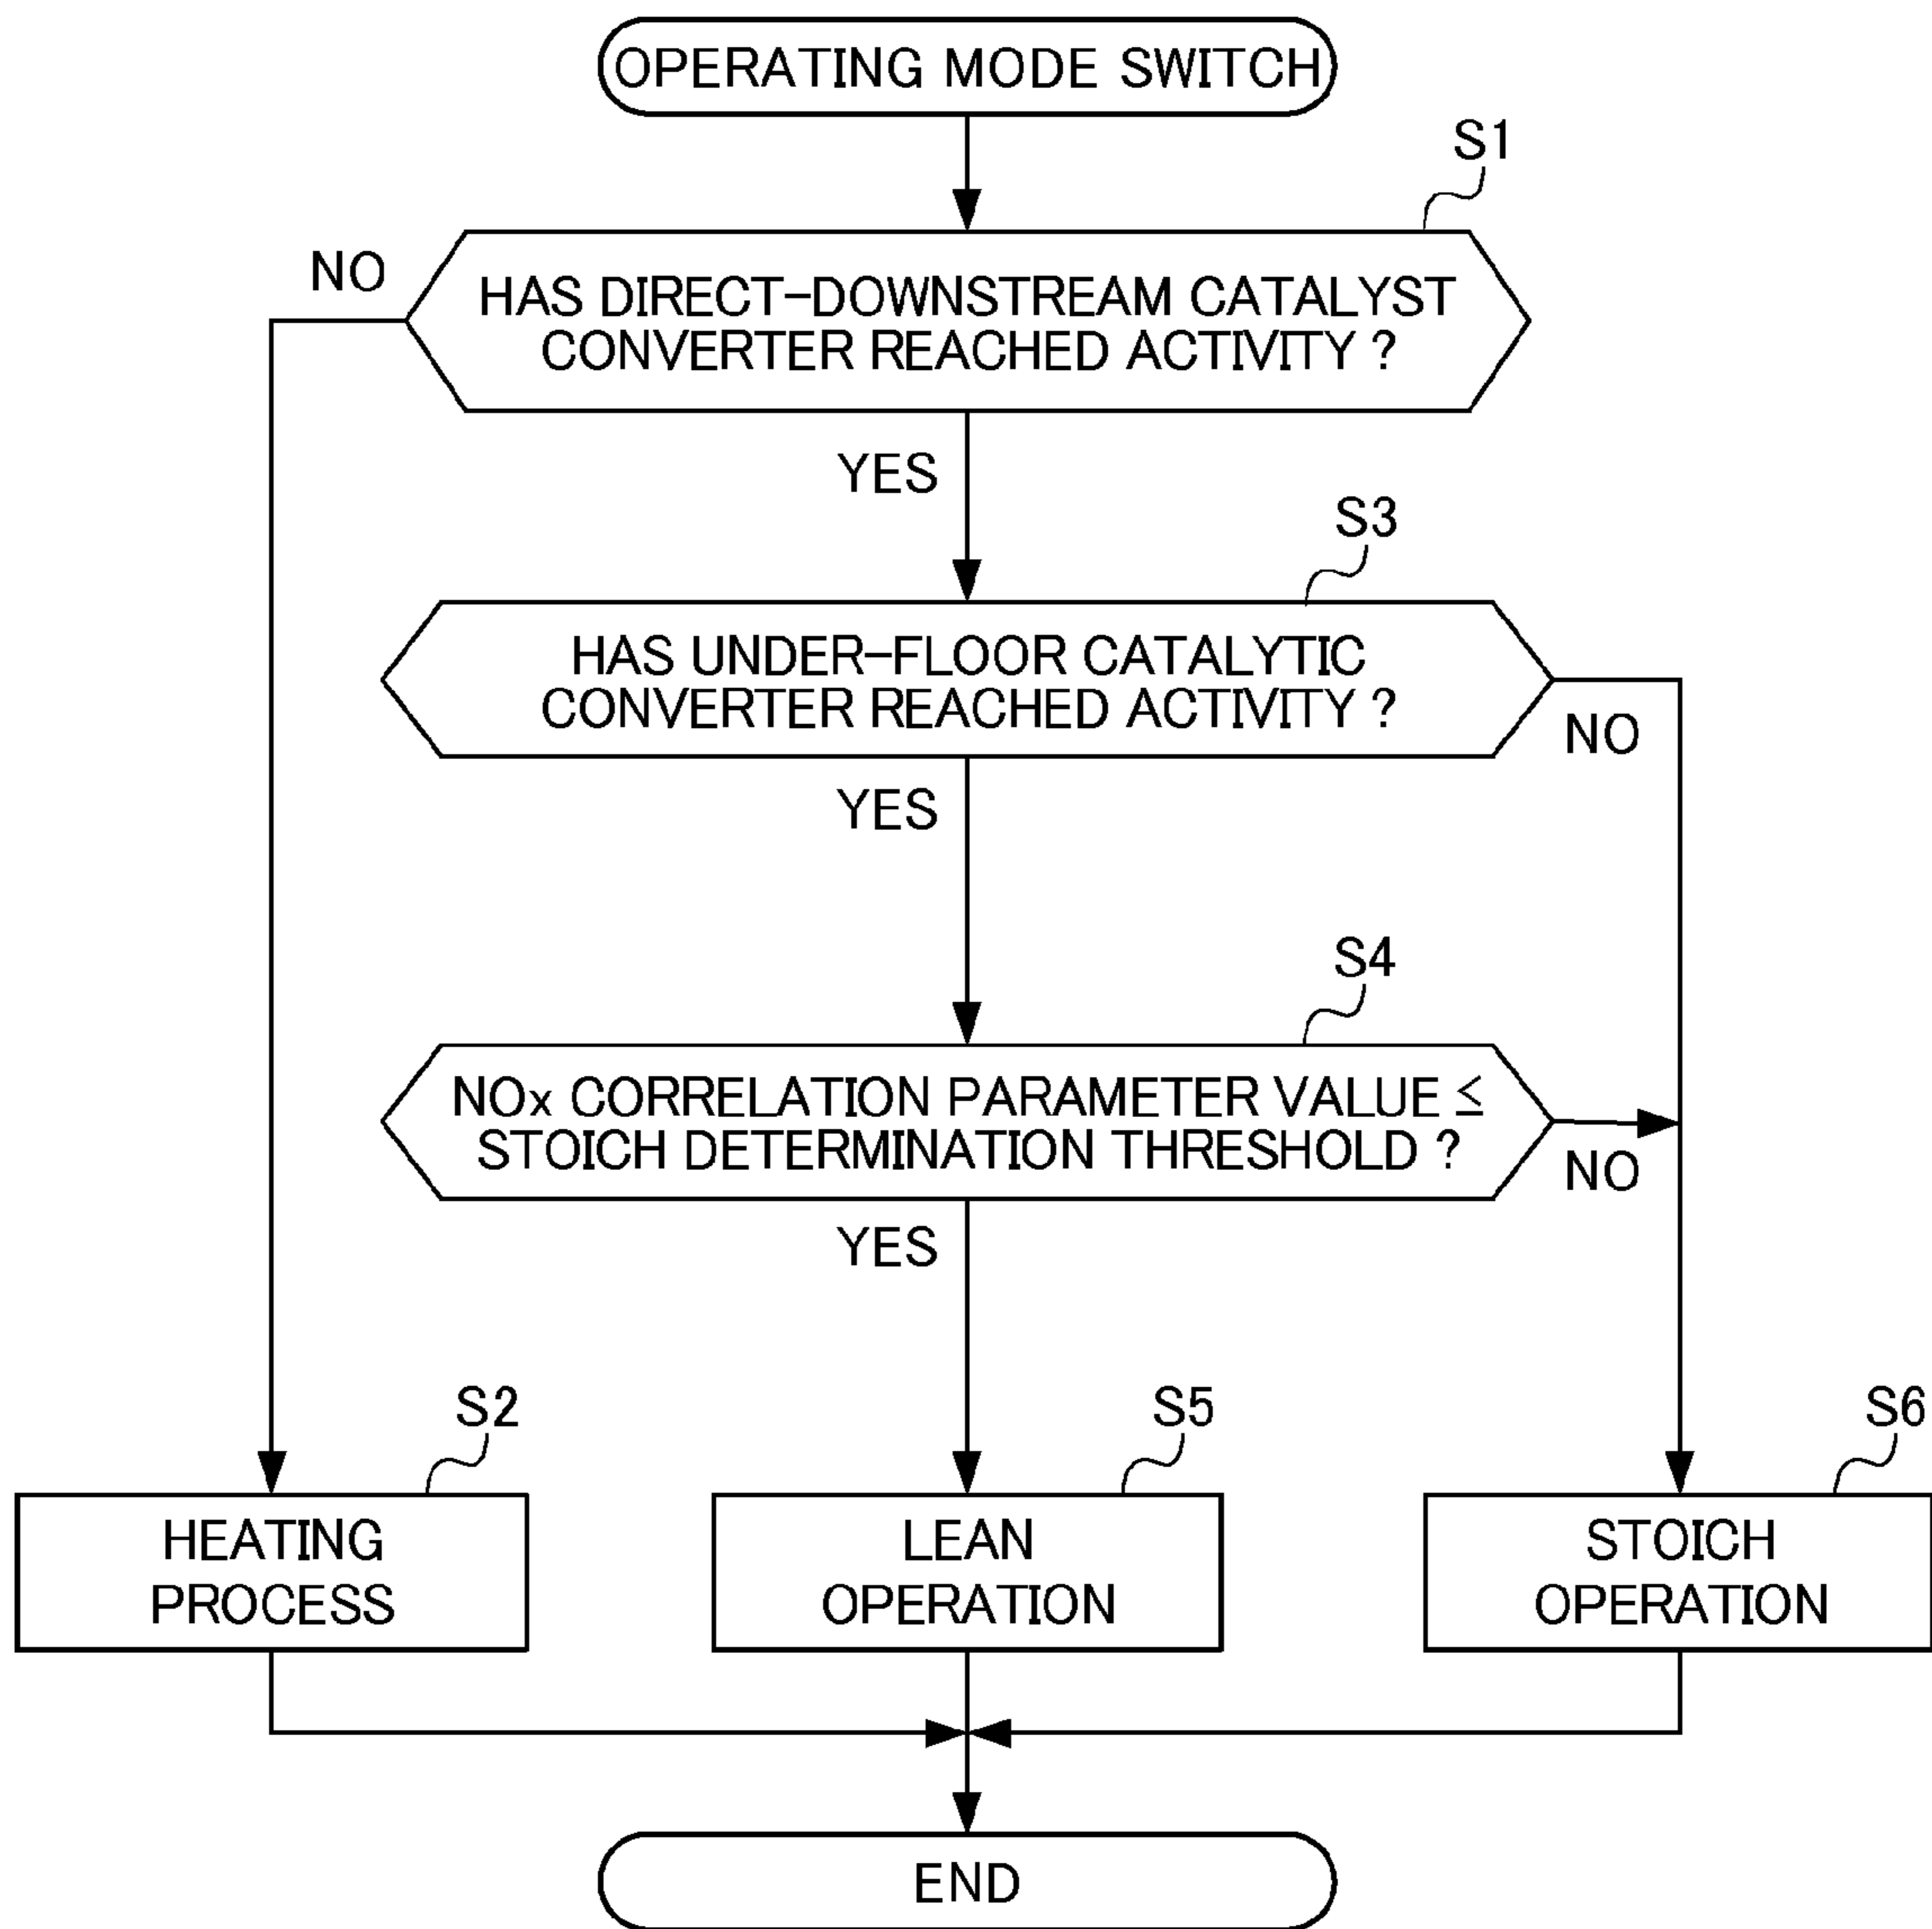 OPERATING MODE SWITCH
S1
NO
HAS DIRECT-DOWNSTREAM CATALYST
CONVERTER REACHED ACTIVITY ?
YES
S3
HAS UNDER-FLOOR CATALYTIC
CONVERTER REACHED ACTIVITY ?
NO
YES
S4
NOx CORRELATION PARAMETER VALUE ≤
STOICH DETERMINATION THRESHOLD ?
NO
YES
S2
S5
S6
HEATING
PROCESS
LEAN
OPERATION
STOICH
OPERATION
END